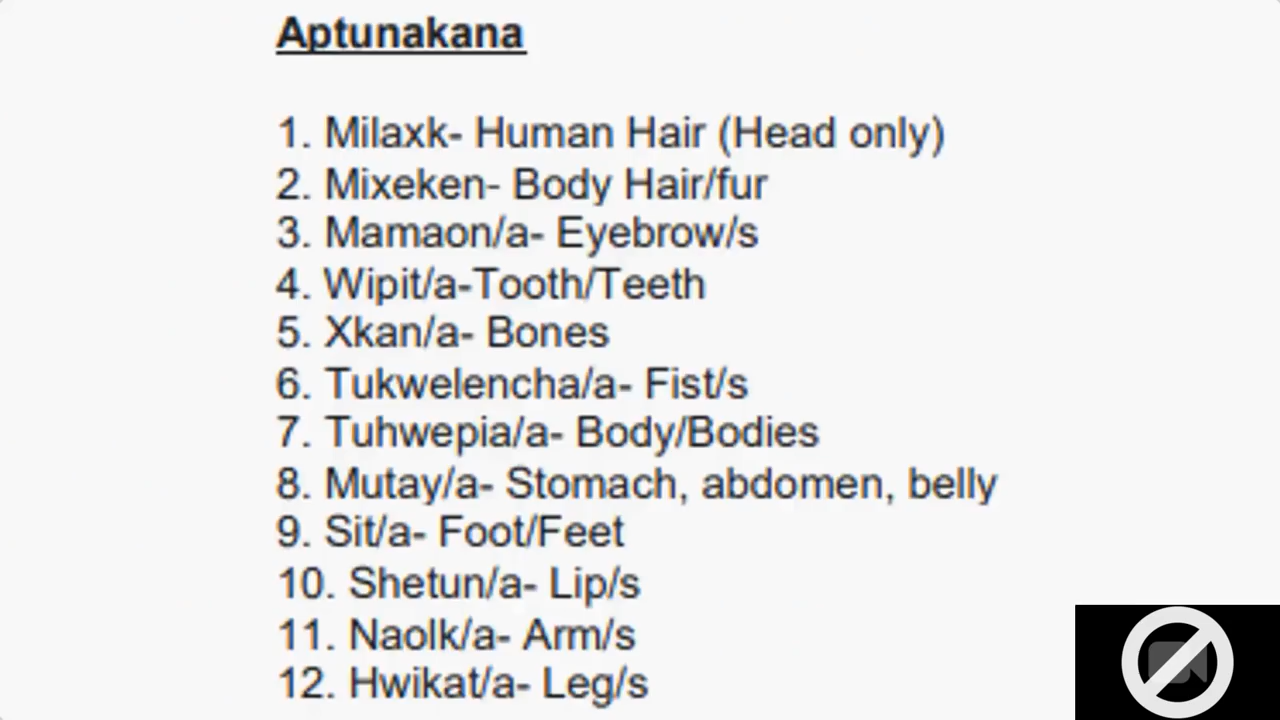 Aptunakana
1. Milaxk- Human Hair (Head only)
2. Mixeken- Body Hair/fur
3. Mamaon/a- Eyebrow/s
4. Wipit/a-Tooth/Teeth
5. Xkan/a- Bones
6. Tukwelencha/a- Fist/s
7. Tuhwepia/a- Body/Bodies
8. Mutay/a- Stomach, abdomen, belly
9. Sit/a- Foot/Feet
10. Shetun/a- Lip/s
11. Naolk/a- Arm/s
12. Hwikat/a- Leg/s